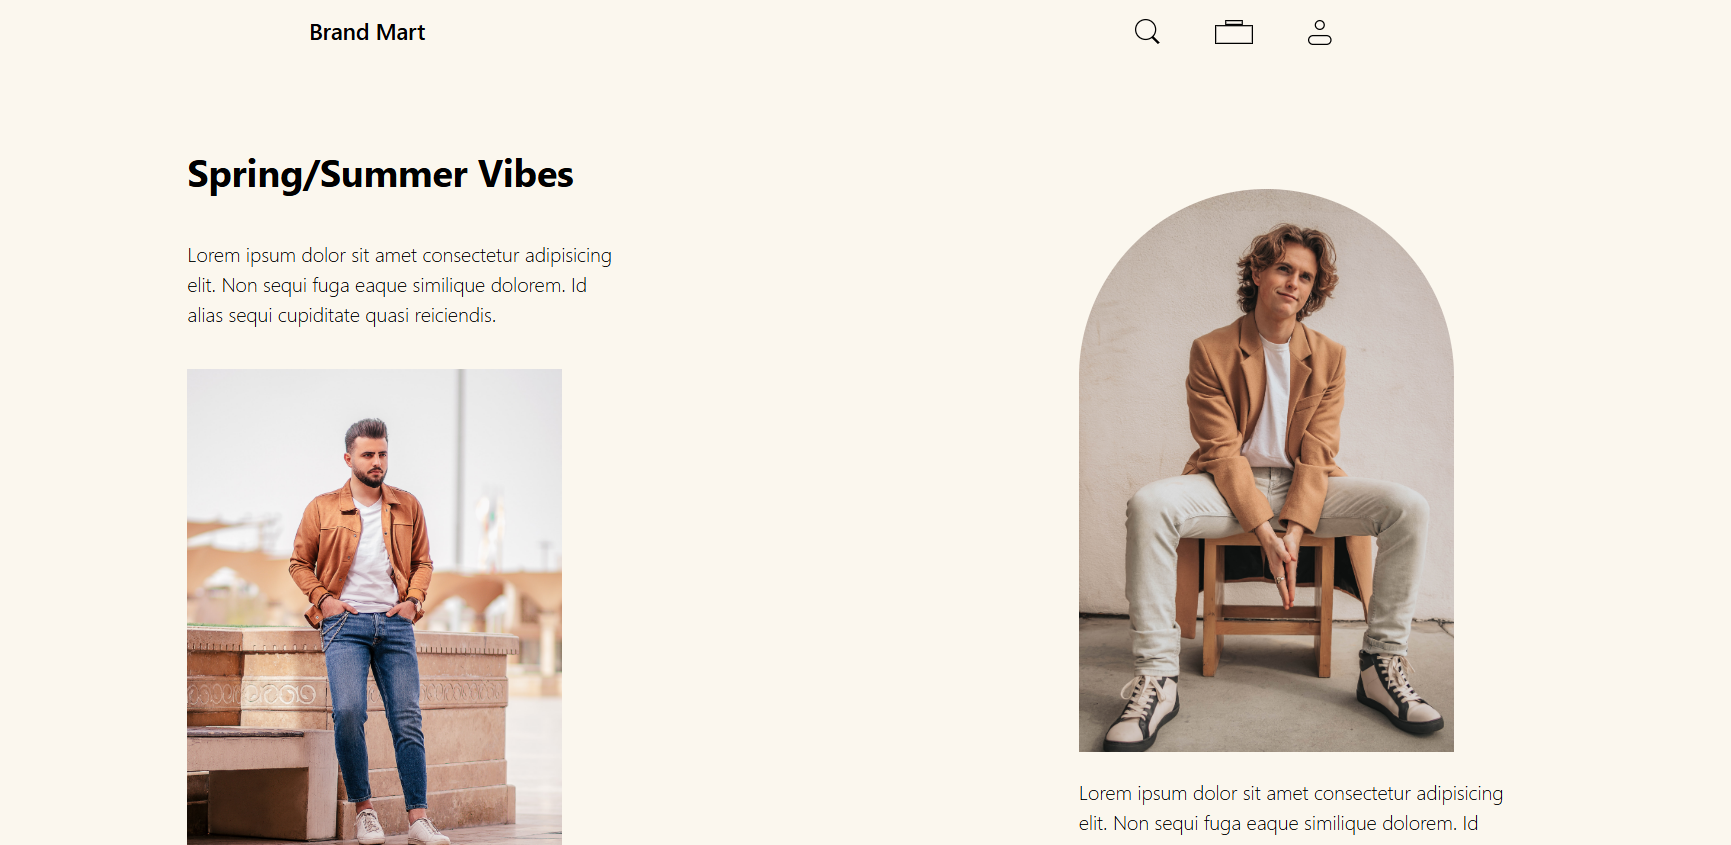 Brand Mart
Spring/Summer Vibes
Lorem ipsum dolor sit amet consectetur adipisicing
elit. Non sequi fuga eaque similique dolorem. Id
alias sequi cupiditate quasi reiciendis.
Lorem ipsum dolor sit amet consectetur adipisicing
elit. Non sequi fuga eaque similique dolorem. Id